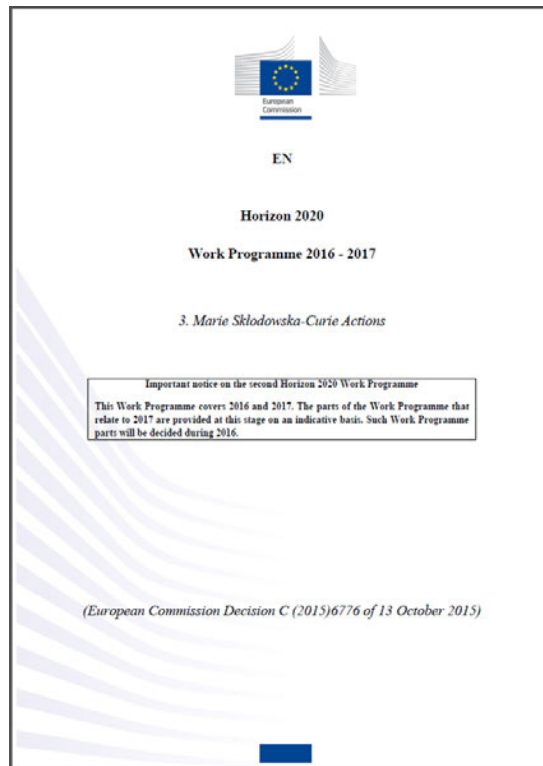 European
Commission
EN
Horizon 2020
Work Programme 2016 - 2017
3. Marie Skłodowska-Curie Actions
Important notice on the second Horizon 2020 Work Programme
This Work Programme covers 2016 and 2017. The parts of the Work Programme that
relate to 2017 are provided at this stage on an indicative basis. Such Work Programme
parts will be decided during 2016.
(European Commission Decision C (2015)6776 of 13 October 2015)